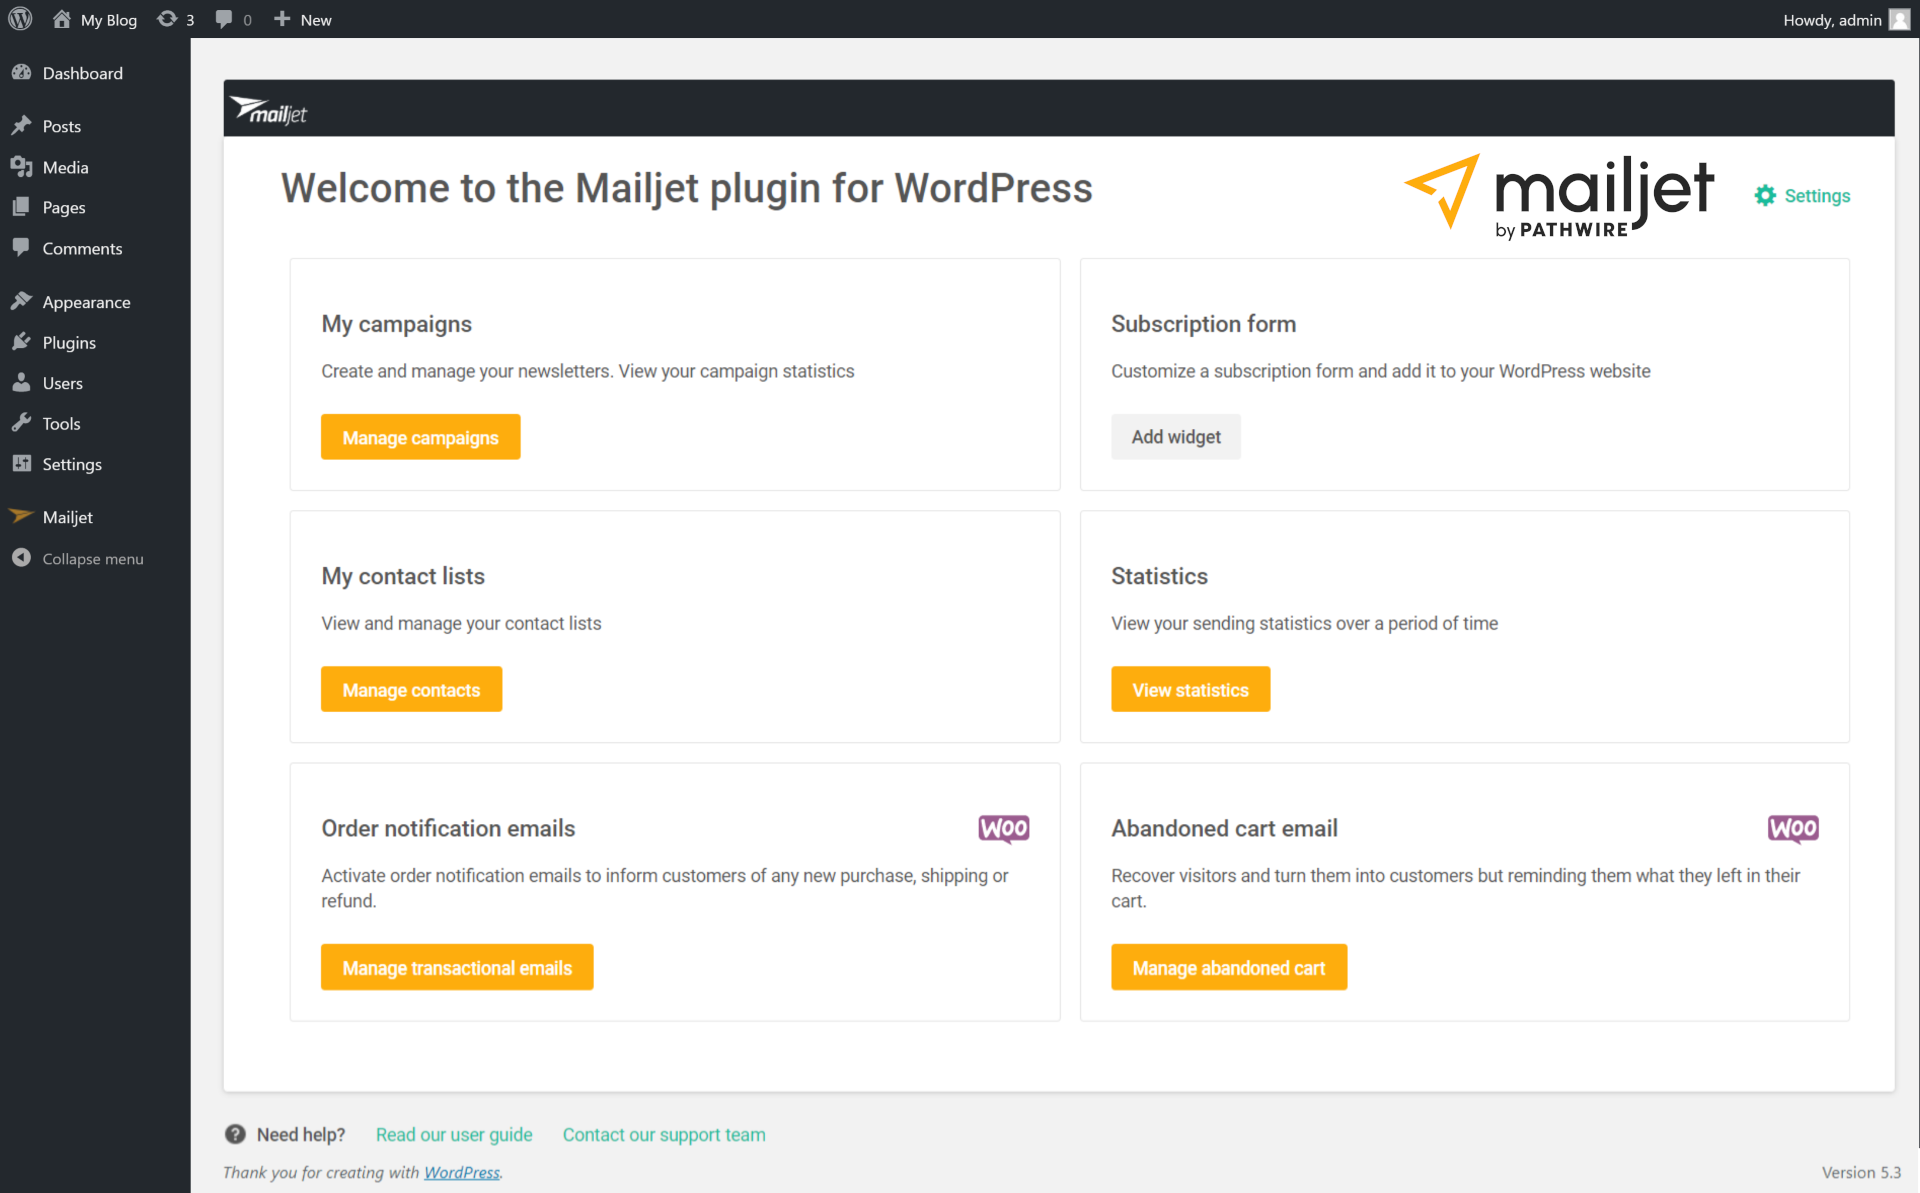 My Blog 3 0 New Howdy, admin
Dashboard
Posts
Media
Pages
Comments
Appearance
Plugins
Users
Tools
Settings
Mailjet
Collapse menu
mailjet
Welcome to the Mailjet plugin for WordPress
mailjet
by PATHWIRE
Settings
My campaigns
Create and manage your newsletters. View your campaign statistics
Manage campaigns
Subscription form
Customize a subscription form and add it to your WordPress website
Add widget
My contact lists
View and manage your contact lists
Manage contacts
Statistics
View your sending statistics over a period of time
View statistics
Order notification emails
WOO
Activate order notification emails to inform customers of any new purchase, shipping or
refund.
Manage transactional emails
Abandoned cart email
WOO
Recover visitors and turn them into customers but reminding them what they left in their
cart.
Manage abandoned cart
Need help? Read our user guide Contact our support team
Thank you for creating with WordPress.
Version 5.3